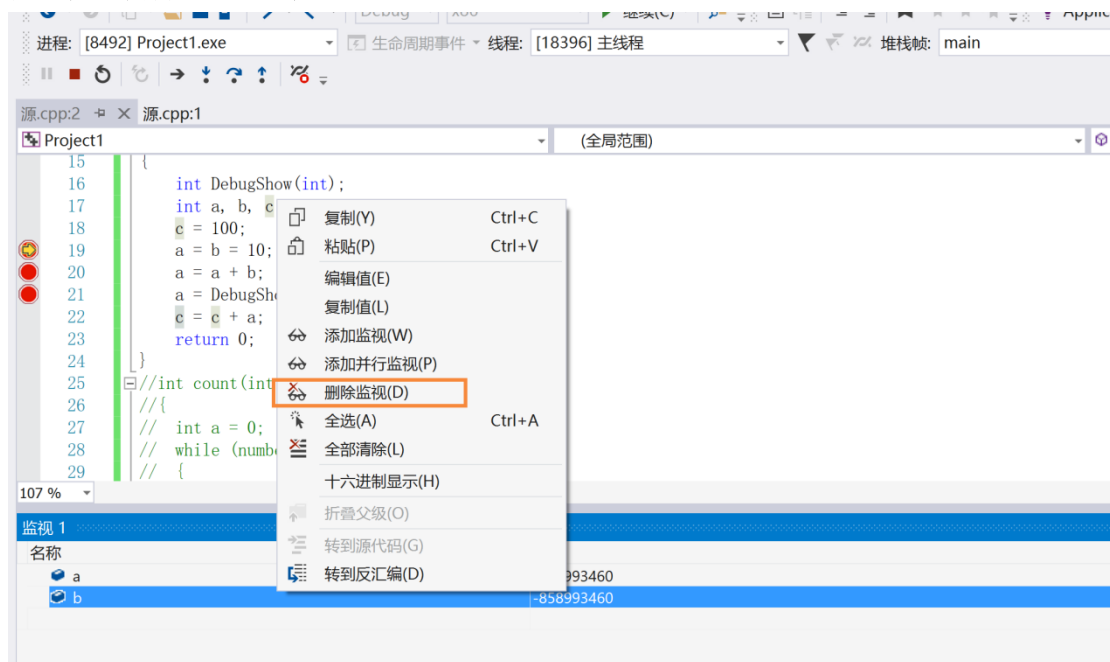 Debug x86 继续(C) Applic
进程: [8492] Project1.exe 生命周期事件 线程: [18396] 主线程 堆栈帧: main
源.cpp:2 源.cpp:1
Project1 (全局范围)
15 {
16 int DebugShow(int);
17 int a, b, c
18 c = 100;
19 a = b = 10;
20 a = a + b;
21 a = DebugSh
22 c = c + a;
23 return 0;
24 }
25 //int count(int
26 //{
27 // int a = 0;
28 // while (numb
29 // {
复制(Y) Ctrl+C
粘贴(P) Ctrl+V
编辑值(E)
复制值(L)
添加监视(W)
添加并行监视(P)
删除监视(D)
全选(A) Ctrl+A
全部清除(L)
十六进制显示(H)
折叠父级(O)
转到源代码(G)
转到反汇编(D)
107 %
监视 1
名称
a 993460
b -858993460